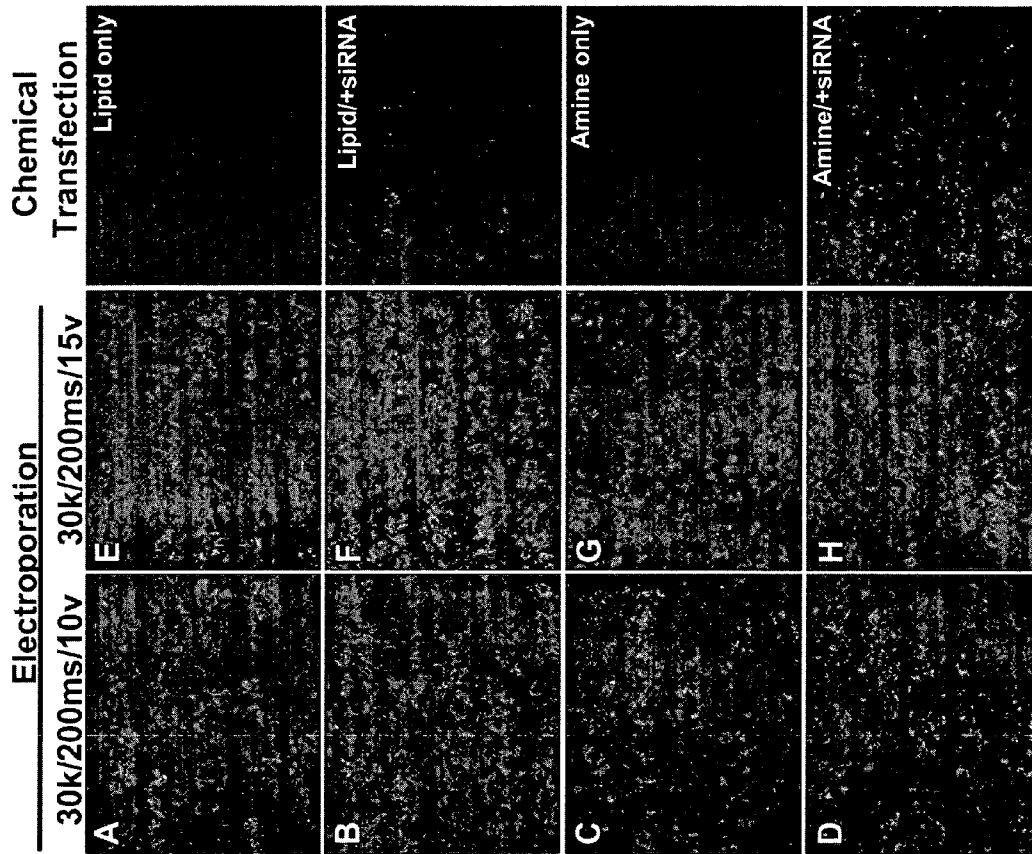 Electroporation
Chemical
Transfection
30k/200ms/10v
30k/200ms/15v
A
E
Lipid only
B
F
Lipid/+siRNA
C
G
Amine only
D
H
Amine/+siRNA